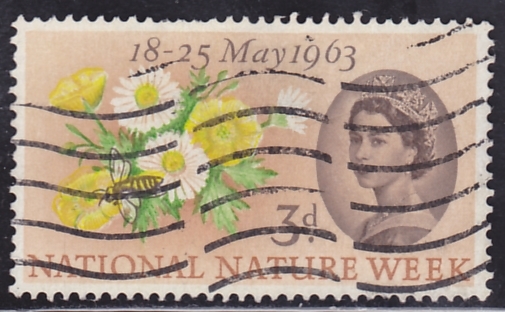 18-25 May 1963
3d.
NATIONAL NATURE WEEK